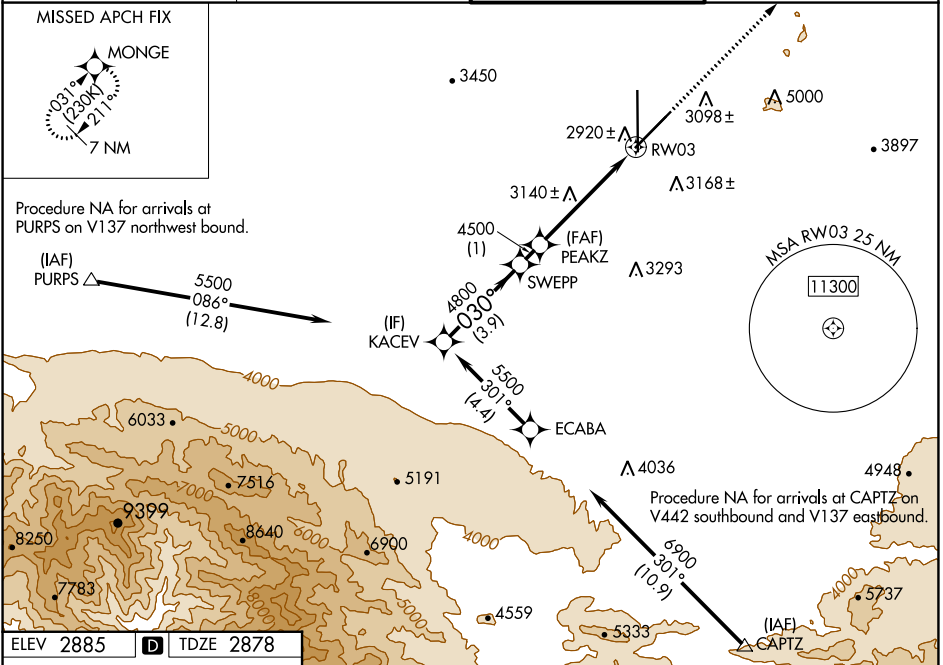 MISSED APCH FIX
MONGE
031°
(230K)
211°
7 NM
3450
5000
3098 ±
2920 ±
RW03
3897
3140 ±
3168 ±
Procedure NA for arrivals at
PURPS on V137 northwest bound.
(IAF)
PURPS
5500
086°
(12.8)
4500
(1)
(FAF)
PEAKZ
SWEPP
3293
MSA RW03 25 NM
11300
4800
030°
(3.9)
(IF)
KACEV
5500
301°
(4.4)
ECABA
4000
6033
5000
7000
7516
5191
4036
4948
Procedure NA for arrivals at CAPTZ on
V442 southbound and V137 eastbound.
9399
8250
8640
6900
4000
7783
8000
5000
4559
6900
301°
(10.9)
4000
5737
5333
(IAF)
CAPTZ
ELEV 2885
D
TDZE 2878